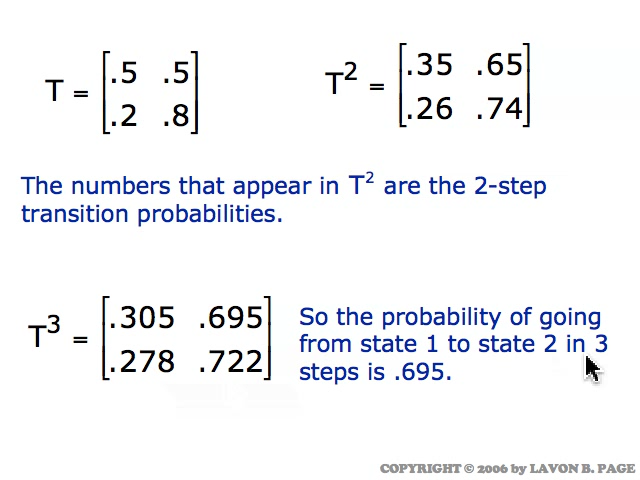 T = [.5 .5
.2 .8]
T² = [.35 .65
.26 .74]
The numbers that appear in T² are the 2-step
transition probabilities.
T³ = [.305 .695
.278 .722]
So the probability of going
from state 1 to state 2 in 3
steps is .695.
COPYRIGHT © 2006 by LAVON B. PAGE